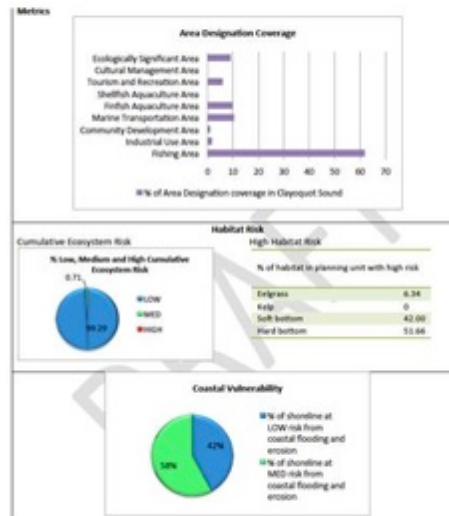 Metrics
Area Designation Coverage
Ecologically Significant Area
Cultural Management Area
Tourism and Recreation Area
Shellfish Aquaculture Area
Finfish Aquaculture Area
Marine Transportation Area
Community Development Area
Industrial Use Area
Fishing Area
0 10 20 30 40 50 60 70
% of Area Designation coverage in Clayoquot Sound
Habitat Risk
Cumulative Ecosystem Risk
High Habitat Risk
% Low, Medium and High Cumulative
Ecosystem Risk
0.71
99.29
LOW
MED
HIGH
% of habitat in planning unit with high risk
Eelgrass 6.34
Kelp 0
Soft bottom 42.00
Hard bottom 51.66
Coastal Vulnerability
42%
58%
% of shoreline at
LOW risk from
coastal flooding and
erosion
% of shoreline at
MED risk from
coastal flooding and
erosion
DRAFT